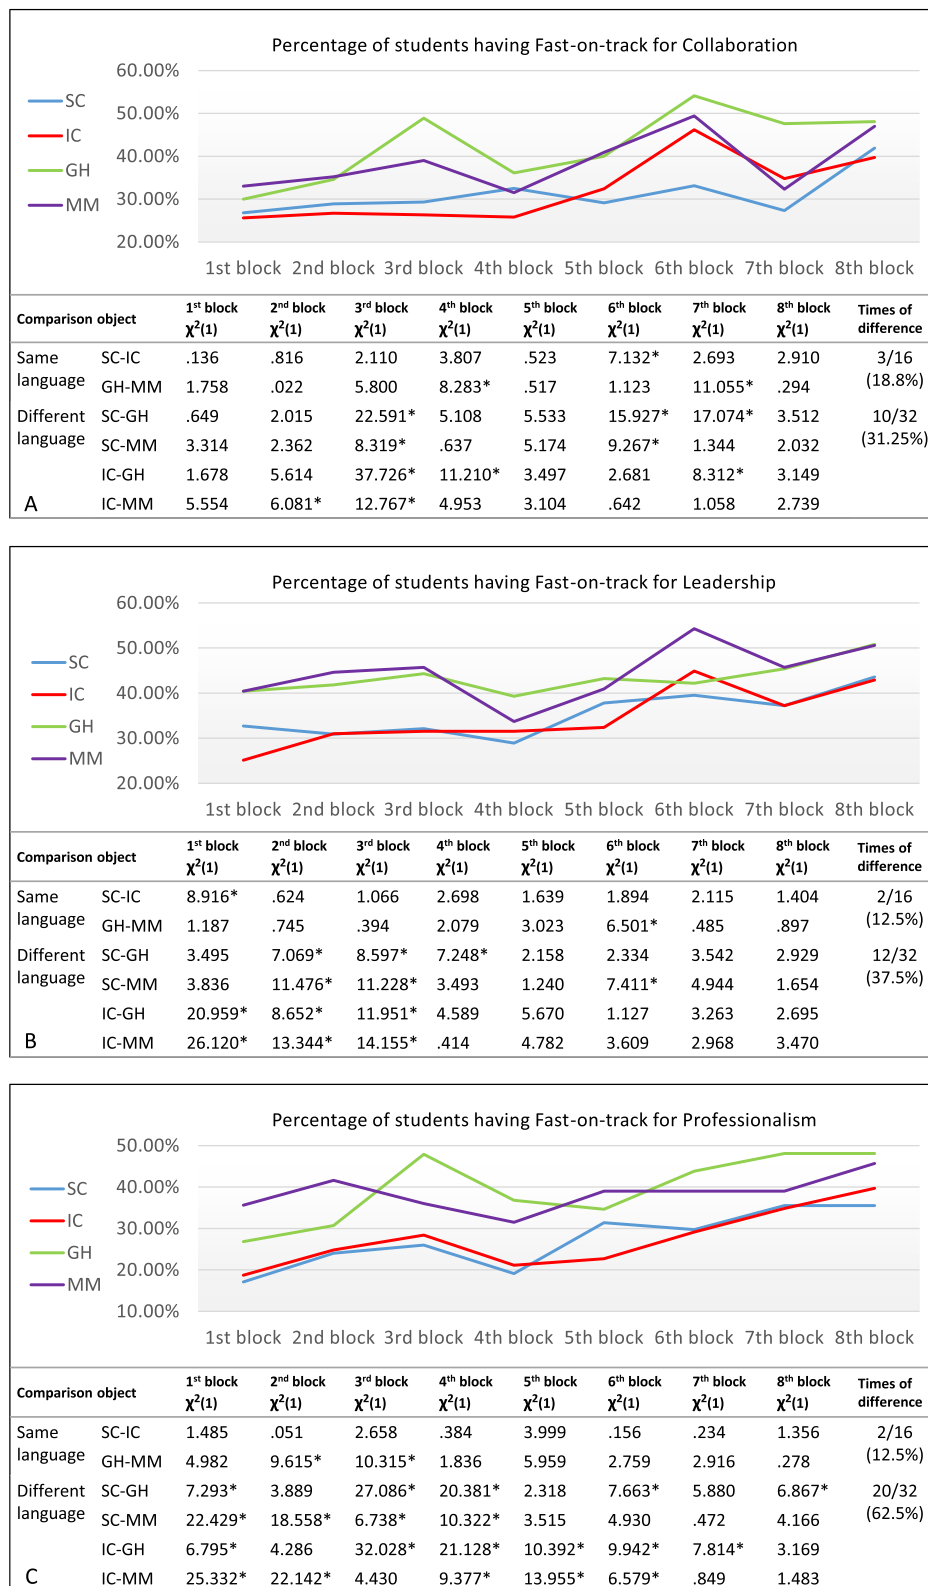 Percentage of students having Fast-on-track for Collaboration
60.00%
50.00%
40.00%
30.00%
20.00%
SC
IC
GH
MM
1st block 2nd block 3rd block 4th block 5th block 6th block 7th block 8th block
Comparison object 1st block χ²(1) 2nd block χ²(1) 3rd block χ²(1) 4th block χ²(1) 5th block χ²(1) 6th block χ²(1) 7th block χ²(1) 8th block χ²(1) Times of difference
Same language SC-IC .136 .816 2.110 3.807 .523 7.132* 2.693 2.910 3/16 (18.8%)
GH-MM 1.758 .022 5.800 8.283* .517 1.123 11.055* .294
Different language SC-GH .649 2.015 22.591* 5.108 5.533 15.927* 17.074* 3.512 10/32 (31.25%)
SC-MM 3.314 2.362 8.319* .637 5.174 9.267* 1.344 2.032
IC-GH 1.678 5.614 37.726* 11.210* 3.497 2.681 8.312* 3.149
A IC-MM 5.554 6.081* 12.767* 4.953 3.104 .642 1.058 2.739
Percentage of students having Fast-on-track for Leadership
60.00%
50.00%
40.00%
30.00%
20.00%
SC
IC
GH
MM
1st block 2nd block 3rd block 4th block 5th block 6th block 7th block 8th block
Comparison object 1st block χ²(1) 2nd block χ²(1) 3rd block χ²(1) 4th block χ²(1) 5th block χ²(1) 6th block χ²(1) 7th block χ²(1) 8th block χ²(1) Times of difference
Same language SC-IC 8.916* .624 1.066 2.698 1.639 1.894 2.115 1.404 2/16 (12.5%)
GH-MM 1.187 .745 .394 2.079 3.023 6.501* .485 .897
Different language SC-GH 3.495 7.069* 8.597* 7.248* 2.158 2.334 3.542 2.929 12/32 (37.5%)
SC-MM 3.836 11.476* 11.228* 3.493 1.240 7.411* 4.944 1.654
IC-GH 20.959* 8.652* 11.951* 4.589 5.670 1.127 3.263 2.695
B IC-MM 26.120* 13.344* 14.155* .414 4.782 3.609 2.968 3.470
Percentage of students having Fast-on-track for Professionalism
50.00%
40.00%
30.00%
20.00%
10.00%
SC
IC
GH
MM
1st block 2nd block 3rd block 4th block 5th block 6th block 7th block 8th block
Comparison object 1st block χ²(1) 2nd block χ²(1) 3rd block χ²(1) 4th block χ²(1) 5th block χ²(1) 6th block χ²(1) 7th block χ²(1) 8th block χ²(1) Times of difference
Same language SC-IC 1.485 .051 2.658 .384 3.999 .156 .234 1.356 2/16 (12.5%)
GH-MM 4.982 9.615* 10.315* 1.836 5.959 2.759 2.916 .278
Different language SC-GH 7.293* 3.889 27.086* 20.381* 2.318 7.663* 5.880 6.867* 20/32 (62.5%)
SC-MM 22.429* 18.558* 6.738* 10.322* 3.515 4.930 .472 4.166
IC-GH 6.795* 4.286 32.028* 21.128* 10.392* 9.942* 7.814* 3.169
C IC-MM 25.332* 22.142* 4.430 9.377* 13.955* 6.579* .849 1.483